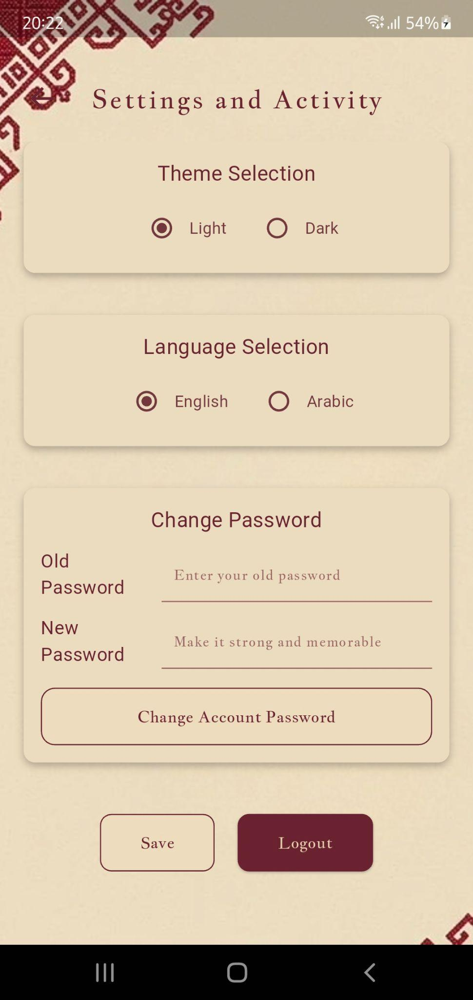 20:22
6 54%
Settings and Activity
Theme Selection
Light Dark
Language Selection
English Arabic
Change Password
Old
Password
Enter your old password
New
Password
Make it strong and memorable
Change Account Password
Save Logout